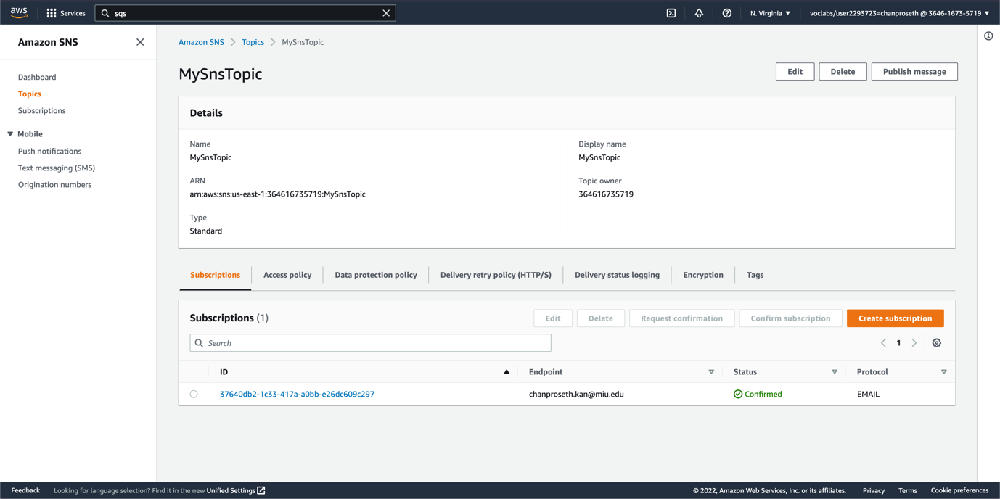 aws
Services
sqs
N. Virginia
voclabs/user2293723=chanproseth @ 3646-1673-5719
Amazon SNS
Dashboard
Topics
Subscriptions
Mobile
Push notifications
Text messaging (SMS)
Origination numbers
Amazon SNS
Topics
MySnsTopic
MySnsTopic
Edit
Delete
Publish message
Details
Name
MySnsTopic
ARN
arn:aws:sns:us-east-1:364616735719:MySnsTopic
Type
Standard
Display name
MySnsTopic
Topic owner
364616735719
Subscriptions
Access policy
Data protection policy
Delivery retry policy (HTTP/S)
Delivery status logging
Encryption
Tags
Subscriptions (1)
Edit
Delete
Request confirmation
Confirm subscription
Create subscription
Search
1
ID
Endpoint
Status
Protocol
37640db2-1c33-417a-a0bb-e26dc609c297
chanproseth.kan@miu.edu
Confirmed
EMAIL
Feedback
Looking for language selection? Find it in the new Unified Settings
© 2022, Amazon Web Services, Inc. or its affiliates.
Privacy
Terms
Cookie preferences